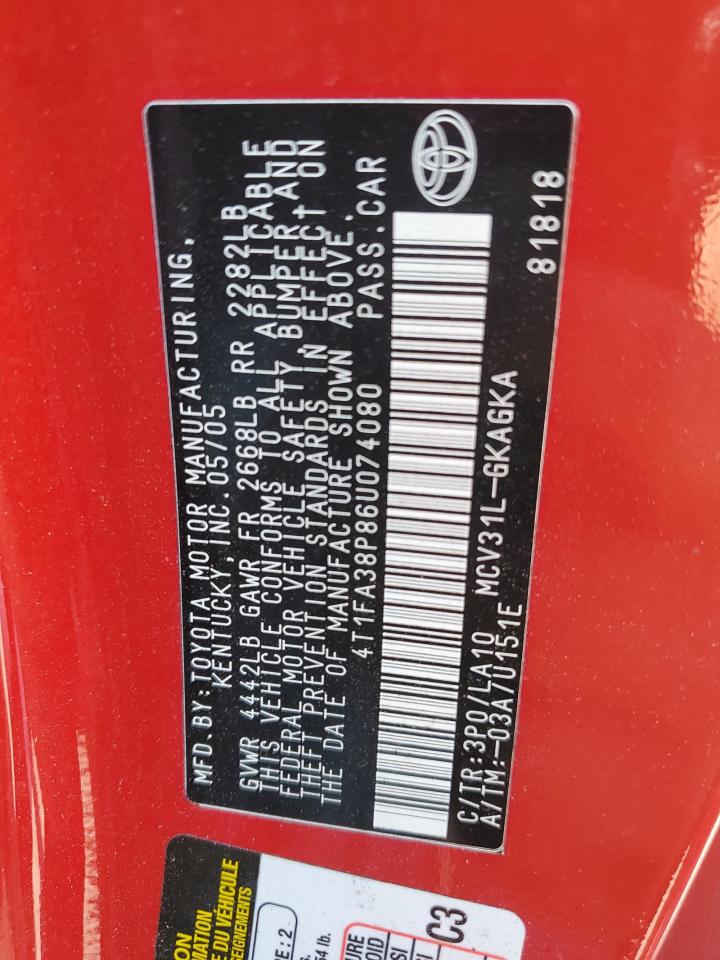 MFD.BY:TOYOTA MOTOR MANUFACTURING,
KENTUCKY, INC. 05/05
GVWR 4442LB GAWR FR 2668LB RR 2282LB
THIS VEHICLE CONFORMS TO ALL APPLICABLE
FEDERAL MOTOR VEHICLE SAFETY, BUMPER AND
THEFT PREVENTION STANDARDS IN EFFECT ON
THE DATE OF MANUFACTURE SHOWN ABOVE.
4T1FA38P86U074080 PASS.CAR
C/TR:3P0/LA10 MCV31L-GKAGKA
A/TM:-03A/U151E
81818
DU VÉHICULE
C3